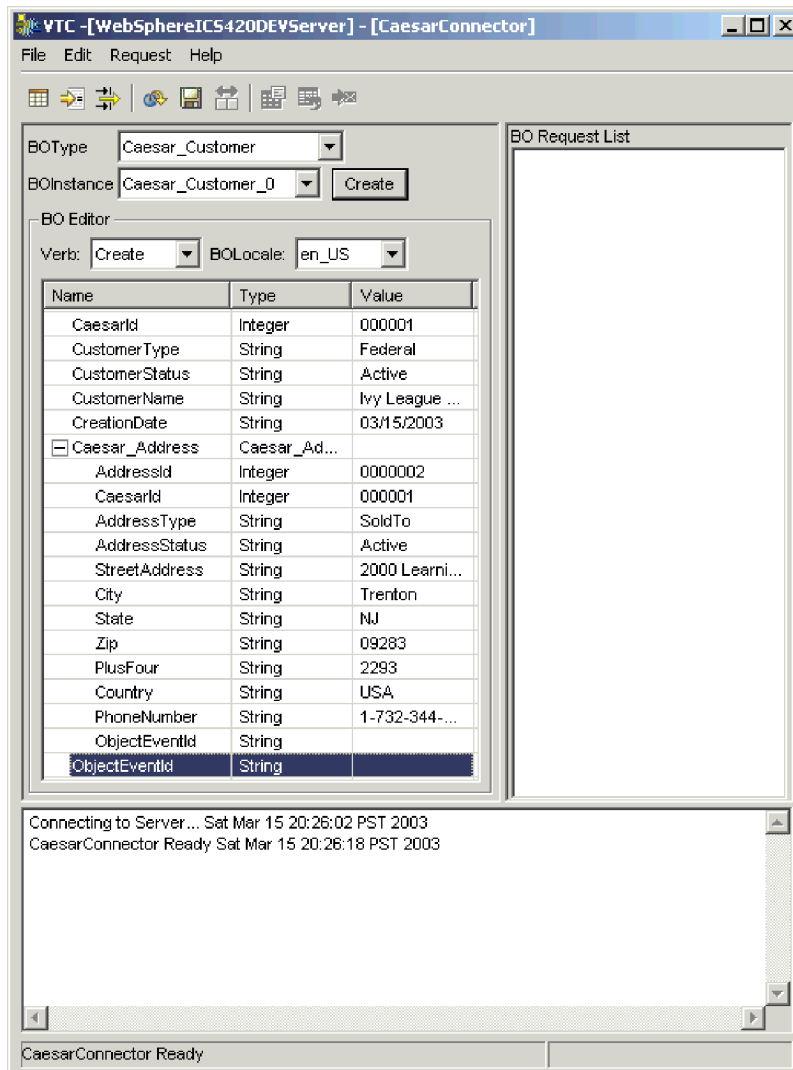 VTC -[WebSphereICS420DEVServer] - [CaesarConnector]
File Edit Request Help
BOType Caesar_Customer
BOInstance Caesar_Customer_0 Create
BO Editor
Verb: Create BOLocale: en_US
Name Type Value
CaesarId Integer 000001
CustomerType String Federal
CustomerStatus String Active
CustomerName String Ivy League ...
CreationDate String 03/15/2003
Caesar_Address Caesar_Ad...
AddressId Integer 0000002
CaesarId Integer 000001
AddressType String SoldTo
AddressStatus String Active
StreetAddress String 2000 Learni...
City String Trenton
State String NJ
Zip String 09283
PlusFour String 2293
Country String USA
PhoneNumber String 1-732-344-...
ObjectEventId String
ObjectEventId String
BO Request List
Connecting to Server... Sat Mar 15 20:26:02 PST 2003
CaesarConnector Ready Sat Mar 15 20:26:18 PST 2003
CaesarConnector Ready